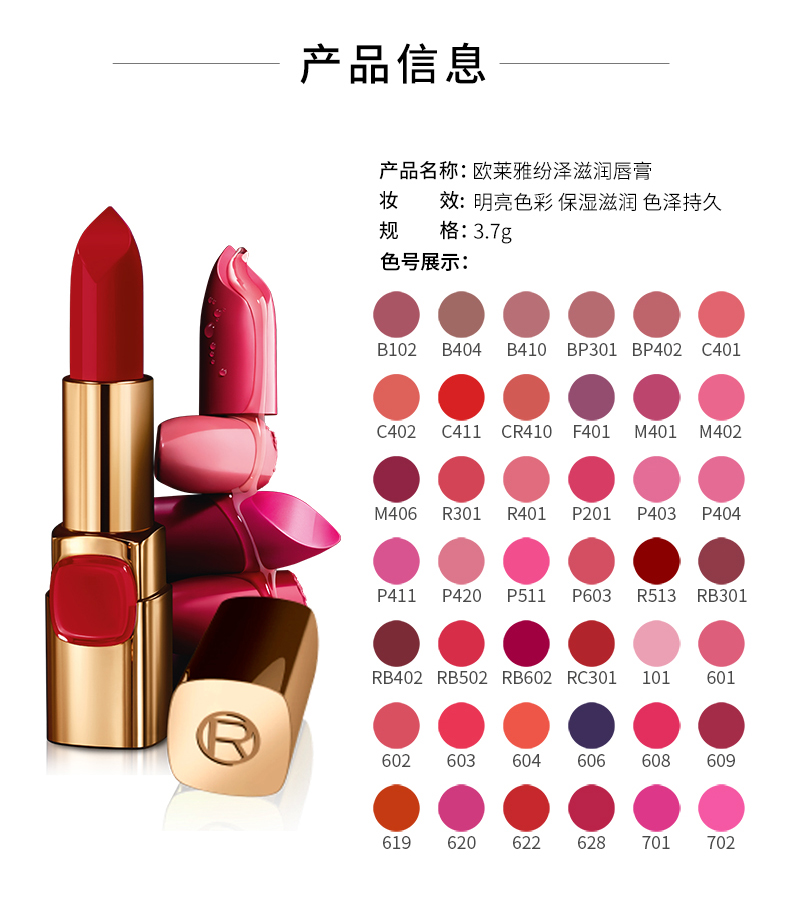 产品信息
产品名称：欧莱雅纷泽滋润唇膏
妆 效：明亮色彩 保湿滋润 色泽持久
规 格：3.7g
色号展示：
B102 B404 B410 BP301 BP402 C401
C402 C411 CR410 F401 M401 M402
M406 R301 R401 P201 P403 P404
P411 P420 P511 P603 R513 RB301
RB402 RB502 RB602 RC301 101 601
602 603 604 606 608 609
619 620 622 628 701 702
R